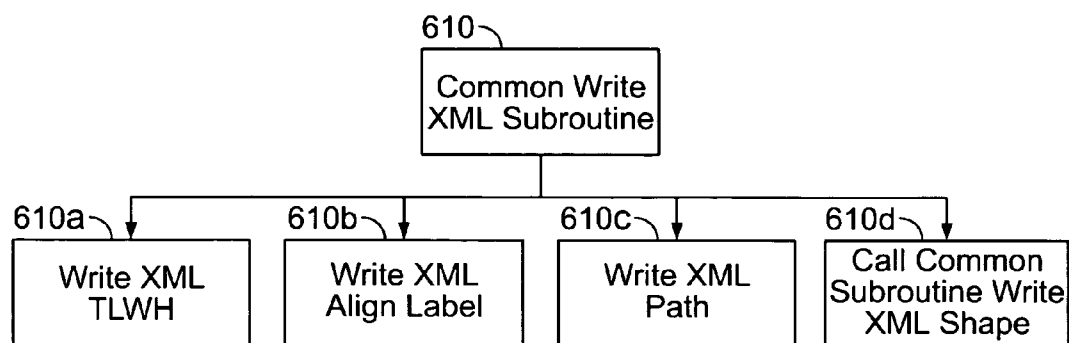 610
Common Write
XML Subroutine
610a
Write XML
TLWH
610b
Write XML
Align Label
610c
Write XML
Path
610d
Call Common
Subroutine Write
XML Shape